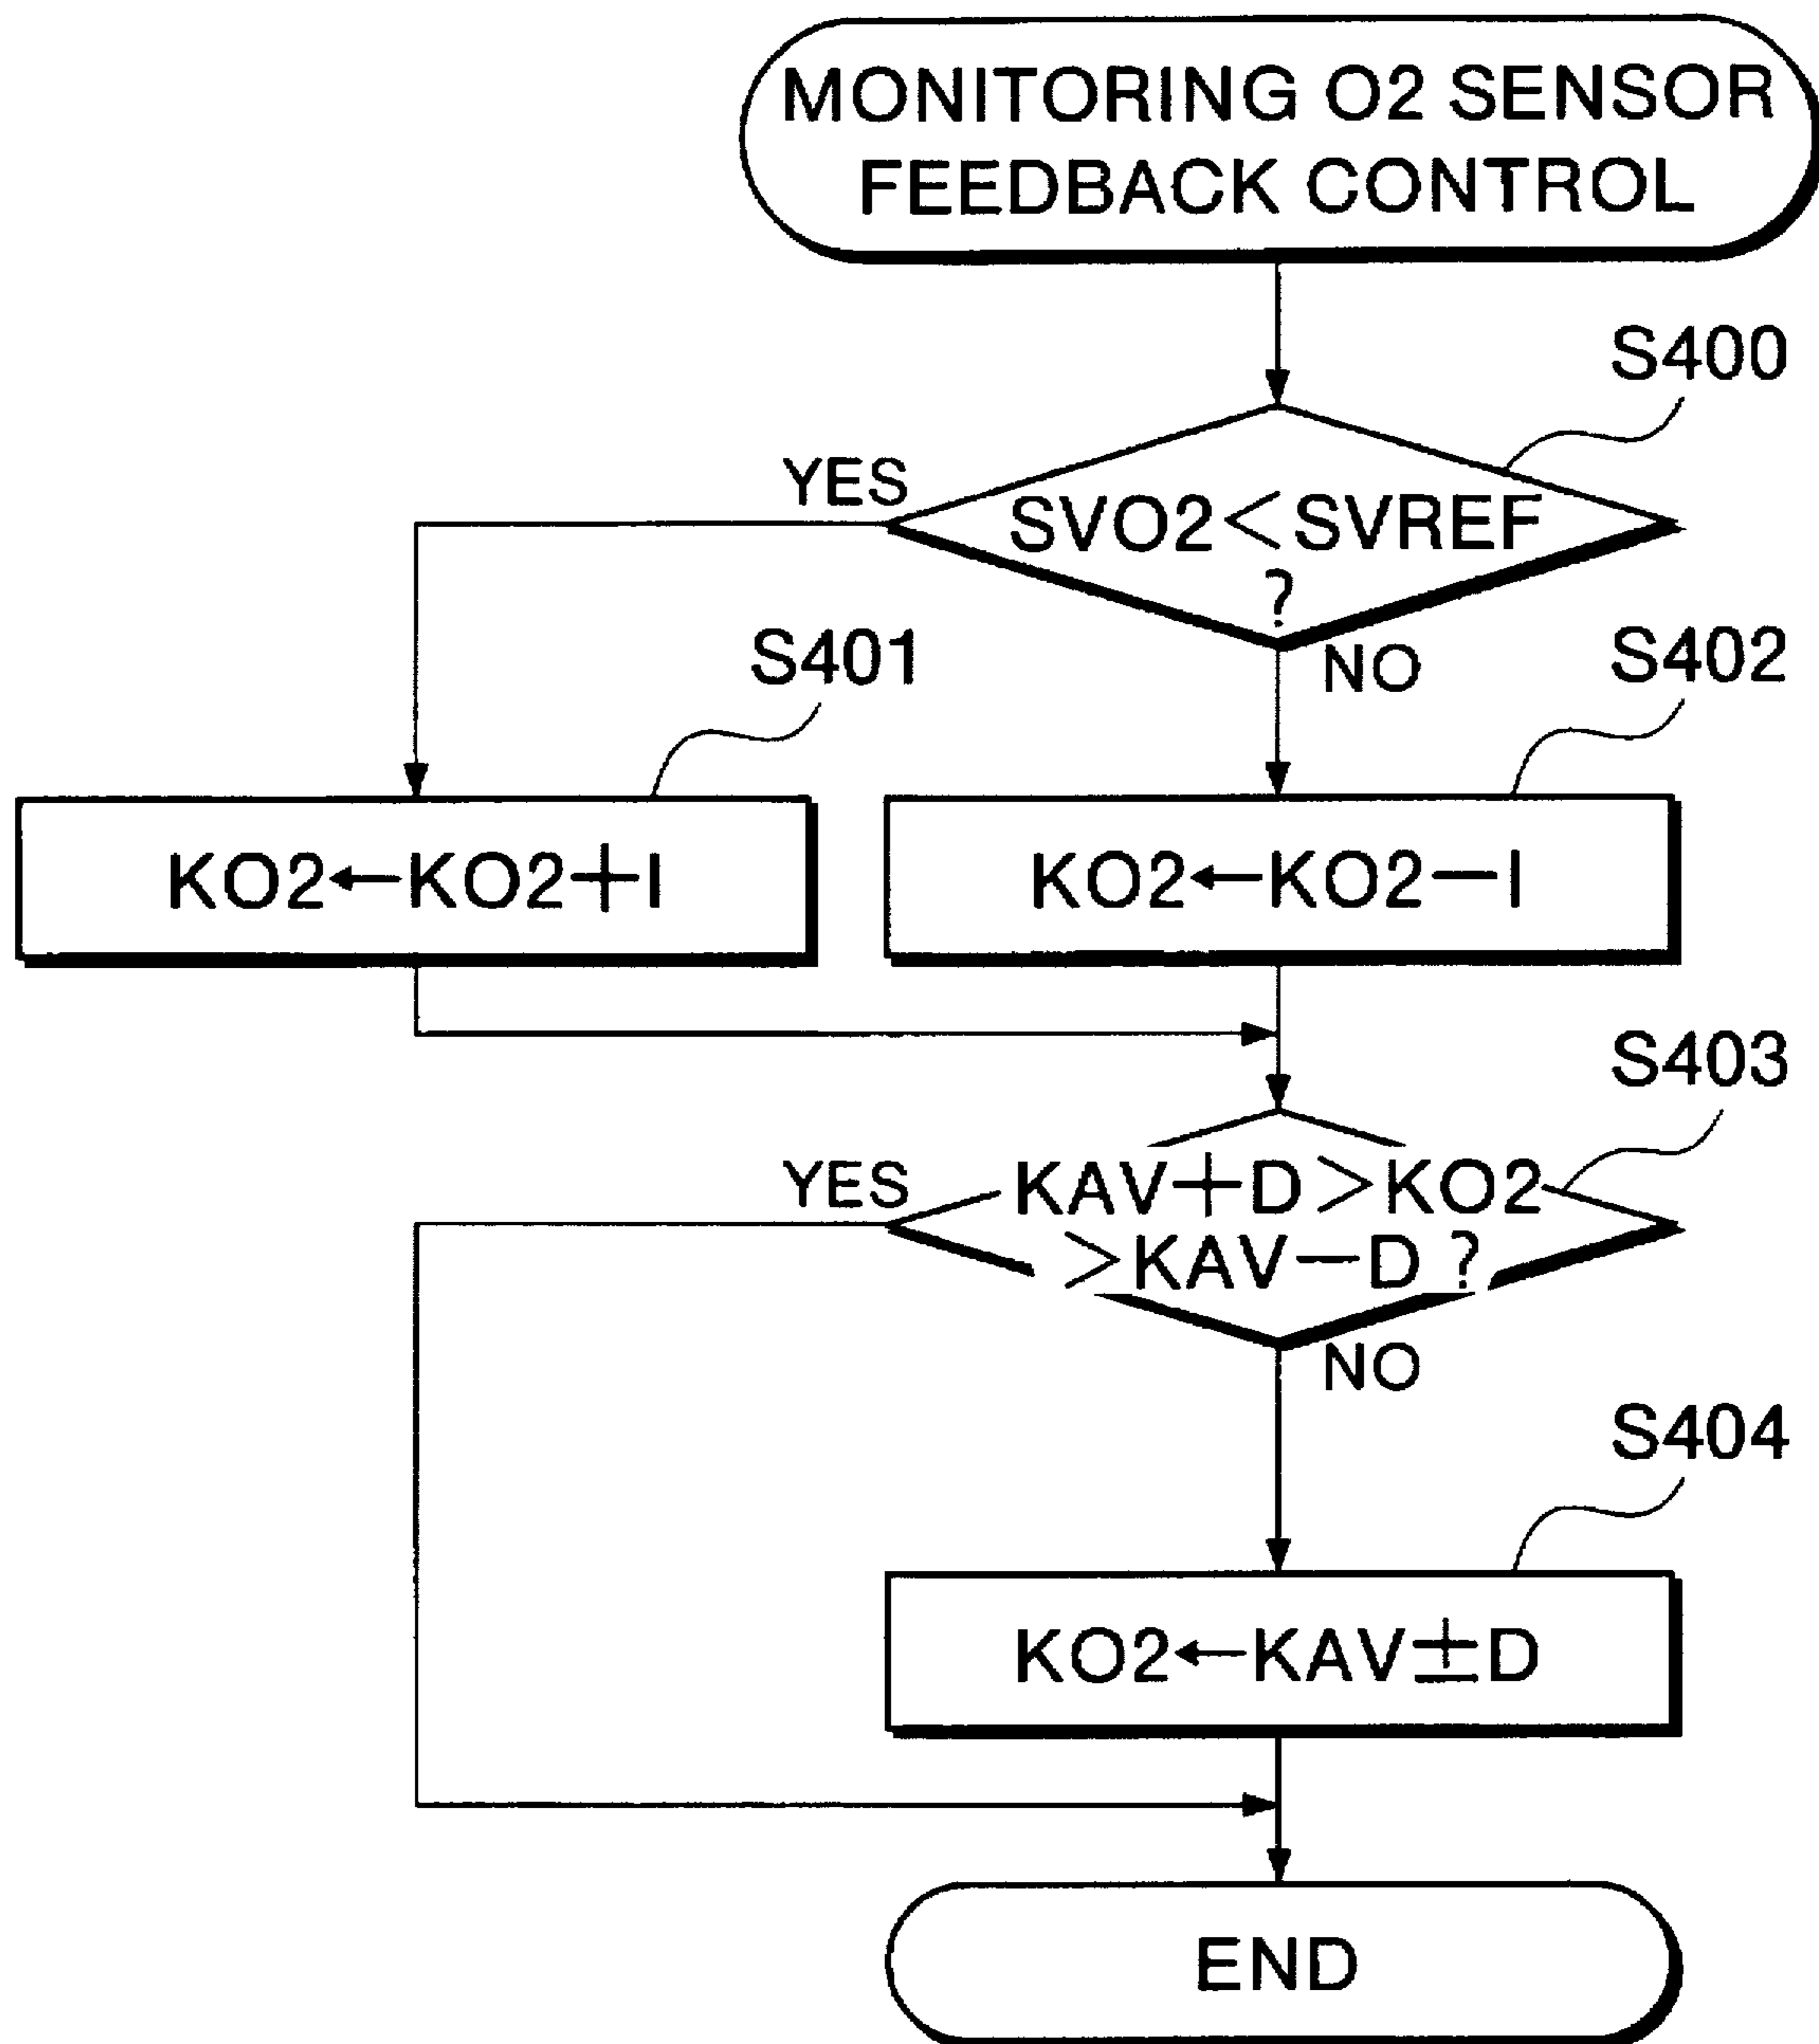 MONITORING O2 SENSOR
FEEDBACK CONTROL
S400
YES
SVO2<SVREF
?
NO
S401
S402
KO2←KO2+I
KO2←KO2−I
S403
YES
KAV+D>KO2
>KAV−D ?
NO
S404
KO2←KAV±D
END